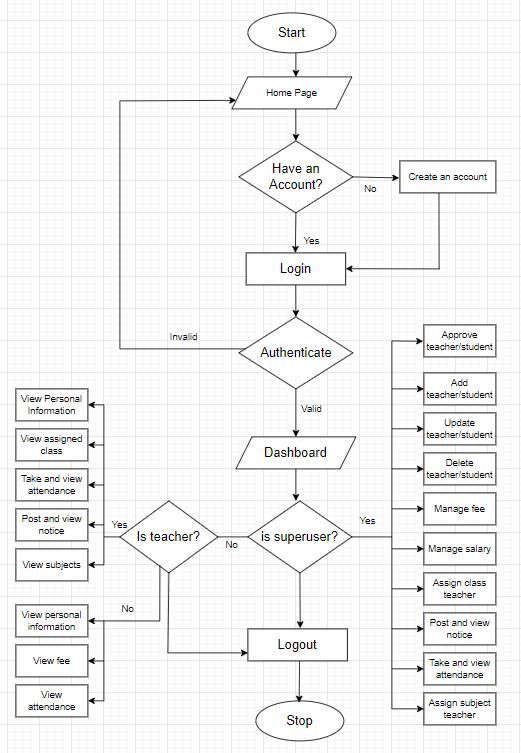 Start
Home Page
Have an
Account?
No
Create an account
Yes
Login
Invalid
Authenticate
Valid
Dashboard
is superuser?
Yes
No
Is teacher?
Yes
No
Logout
Stop
Approve
teacher/student
Add
teacher/student
Update
teacher/student
Delete
teacher/student
Manage fee
Manage salary
Assign class
teacher
Post and view
notice
Take and view
attendance
Assign subject
teacher
View Personal
Information
View assigned
class
Take and view
attendance
Post and view
notice
View subjects
View personal
information
View fee
View
attendance